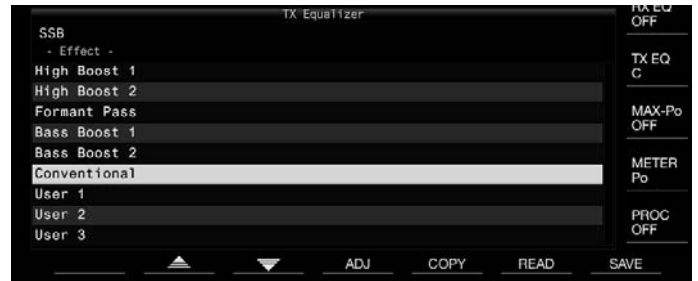 TX Equalizer
SSB
- Effect -
High Boost 1
High Boost 2
Formant Pass
Bass Boost 1
Bass Boost 2
Conventional
User 1
User 2
User 3
RX EQ
OFF
TX EQ
C
MAX-Po
OFF
METER
Po
PROC
OFF
ADJ COPY READ SAVE